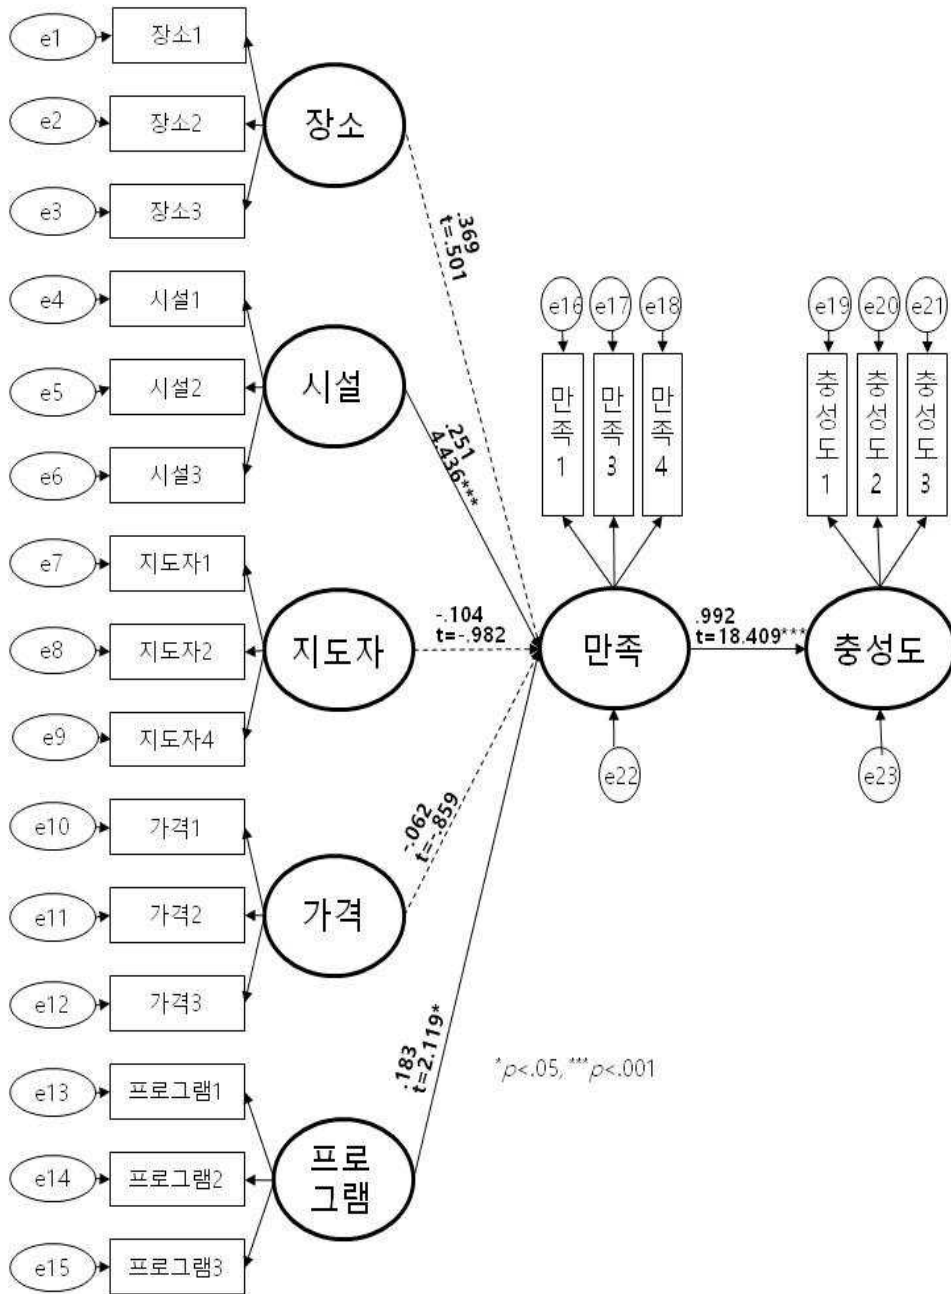 e1
장소1
e2
장소2
장소
e3
장소3
.369
t=.501
e4
시설1
e5
시설2
시설
e6
시설3
.251
4.436***
e16
e17
e18
만족1
만족3
만족4
e19
e20
e21
충성도1
충성도2
충성도3
e7
지도자1
e8
지도자2
지도자
e9
지도자4
-.104
t=-.982
만족
.992
t=18.409***
충성도
e22
e23
e10
가격1
e11
가격2
가격
e12
가격3
-.062
t=-.859
e13
프로그램1
e14
프로그램2
프로
그램
e15
프로그램3
.183
t=2.119*
*p<.05, ***p<.001